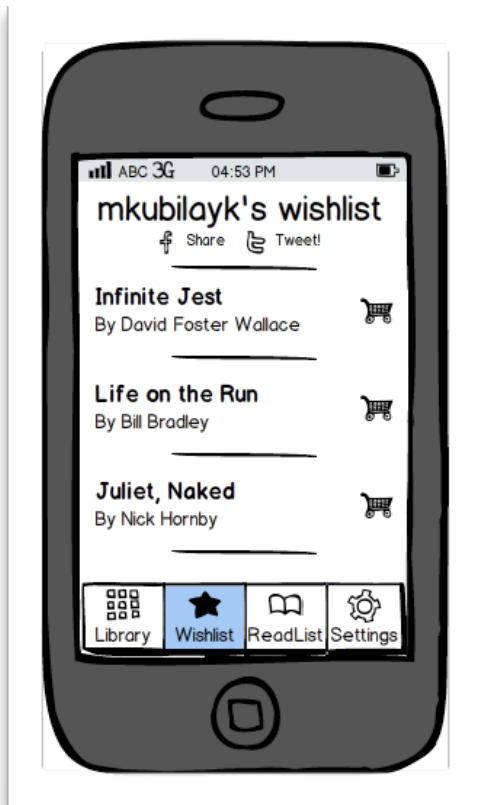 ABC 3G 04:53 PM
mkubilayk's wishlist
Share Tweet!
Infinite Jest
By David Foster Wallace
Life on the Run
By Bill Bradley
Juliet, Naked
By Nick Hornby
Library Wishlist ReadList Settings